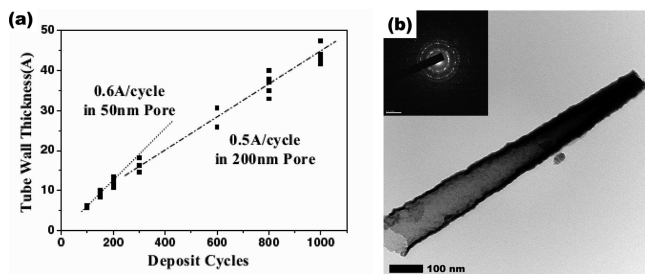 (a)
Tube Wall Thickness(A)
50
40
30
20
10
0
0.6A/cycle
in 50nm Pore
0.5A/cycle
in 200nm Pore
0
200
400
600
800
1000
Deposit Cycles
(b)
100 nm